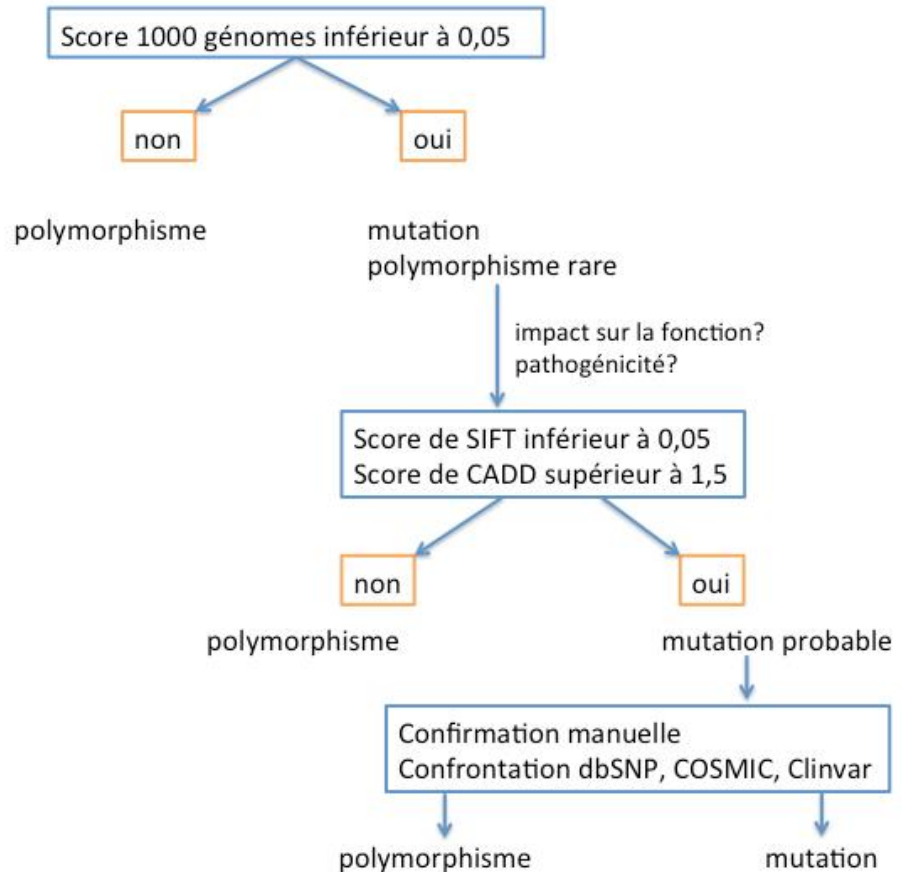 Score 1000 génomes inférieur à 0,05
non
oui
polymorphisme
mutation
polymorphisme rare
impact sur la fonction?
pathogénicité?
Score de SIFT inférieur à 0,05
Score de CADD supérieur à 1,5
non
oui
polymorphisme
mutation probable
Confirmation manuelle
Confrontation dbSNP, COSMIC, Clinvar
polymorphisme
mutation